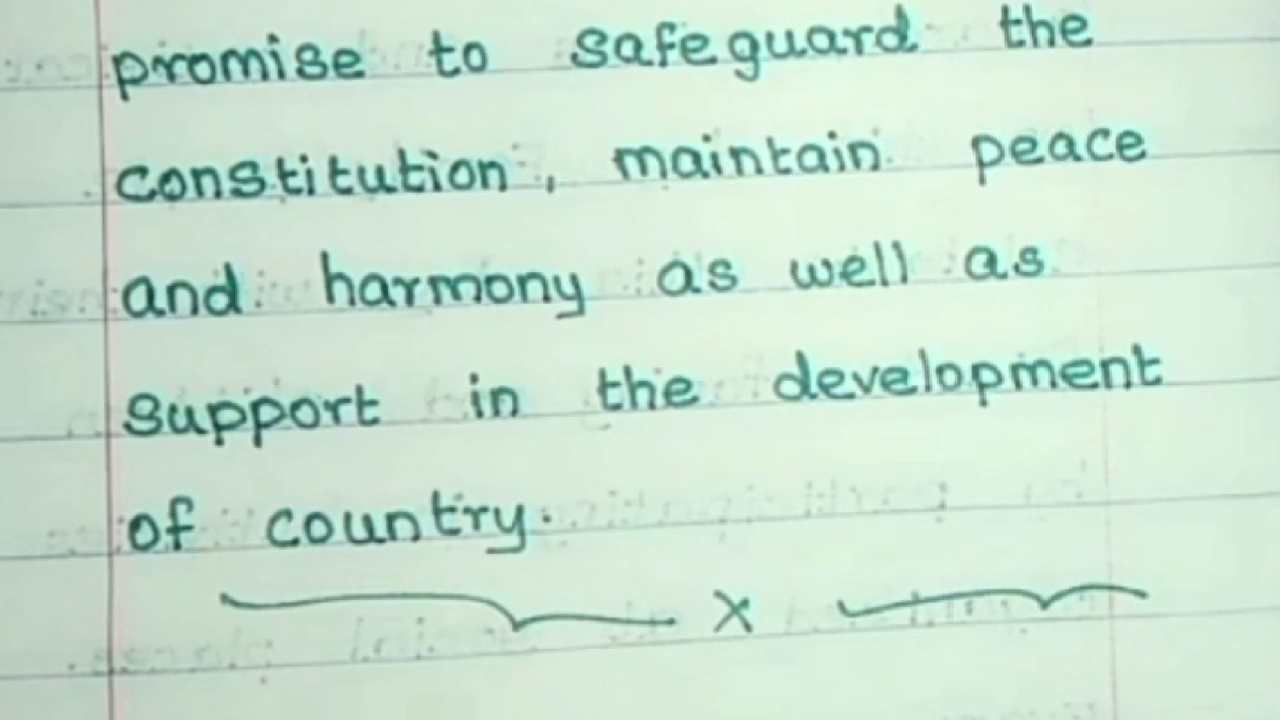 promise to safeguard the
constitution, maintain peace
and harmony as well as
support in the development
of country.
x